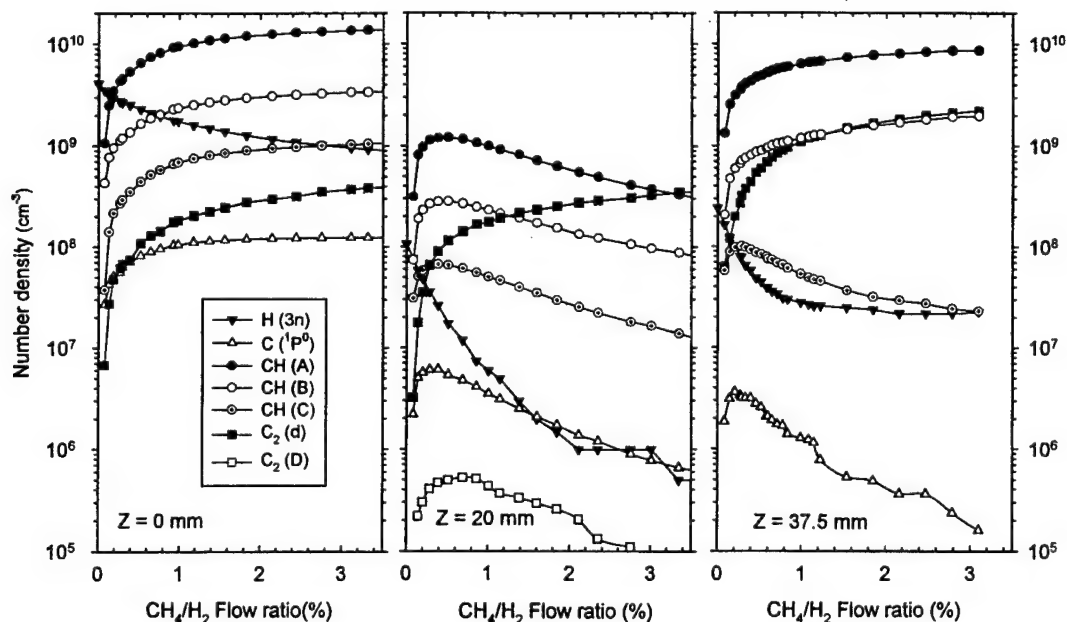 Number density (cm⁻³)
10¹⁰
10⁹
10⁸
10⁷
10⁶
10⁵
H (3n)
C (¹P⁰)
CH (A)
CH (B)
CH (C)
C₂ (d)
C₂ (D)
Z = 0 mm
0 1 2 3
CH₄/H₂ Flow ratio(%)
Z = 20 mm
0 1 2 3
CH₄/H₂ Flow ratio (%)
Z = 37.5 mm
0 1 2 3
CH₄/H₂ Flow ratio (%)
10¹⁰
10⁹
10⁸
10⁷
10⁶
10⁵